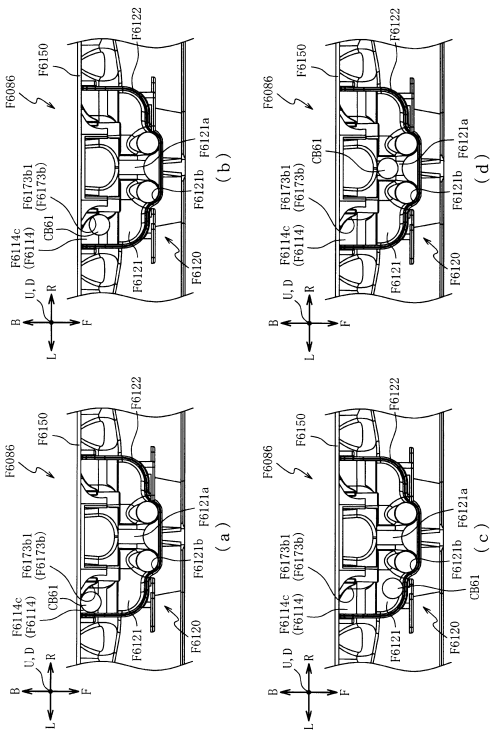 (a)
F6086
F6150
F6122
F6173b1
(F6173b)
F6114c
(F6114)
CB61
F6121
F6120
F6121b
F6121a
U, D
B
F
L
R
(b)
F6086
F6150
F6122
F6173b1
(F6173b)
F6114c
(F6114)
CB61
F6121
F6120
F6121b
F6121a
U, D
B
F
L
R
(c)
F6086
F6150
F6122
F6173b1
(F6173b)
F6114c
(F6114)
F6121
F6120
CB61
F6121b
F6121a
U, D
B
F
L
R
(d)
F6086
F6150
F6122
CB61
F6173b1
(F6173b)
F6114c
(F6114)
F6121
F6120
F6121b
F6121a
U, D
B
F
L
R